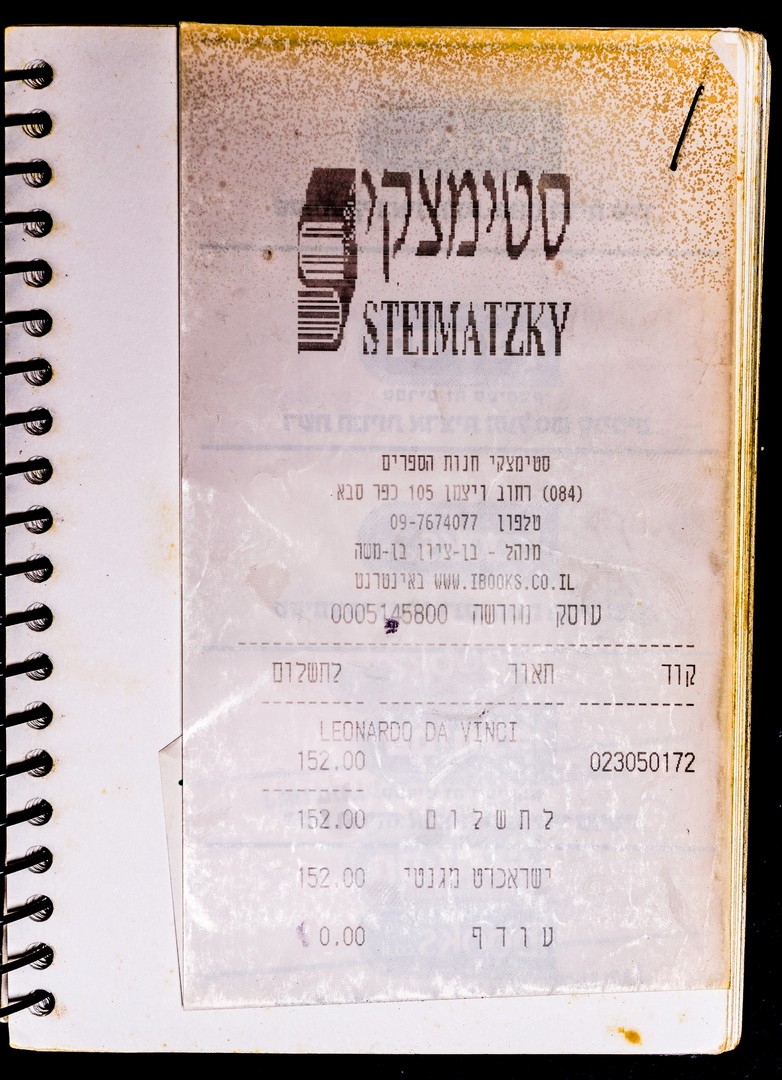 סטימצקי
STEIMATZKY
סטימצקי חנות הספרים
(084) רחוב ויצמן 105 כפר סבא
טלפון 09-7674077
מנהל - בן-ציון בן-משה
WWW.IBOOKS.CO.IL באינטרנט
עוסק מורשה 0005145800
קוד תאור לתשלום
LEONARDO DA VINCI
023050172 152.00
לתשלום 152.00
ישראכרט מגנטי 152.00
עודף 0.00